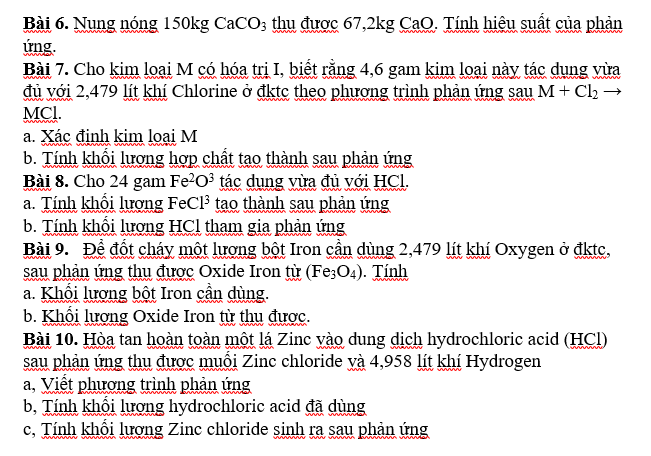 Bài 6. Nung nóng 150kg CaCO₃ thu được 67,2kg CaO. Tính hiệu suất của phản
ứng.
Bài 7. Cho kim loại M có hóa trị I, biết rằng 4,6 gam kim loại này tác dụng vừa
đủ với 2,479 lít khí Chlorine ở đktc theo phương trình phản ứng sau M + Cl₂ →
MCl.
a. Xác định kim loại M
b. Tính khối lượng hợp chất tạo thành sau phản ứng
Bài 8. Cho 24 gam Fe²O³ tác dụng vừa đủ với HCl.
a. Tính khối lượng FeCl³ tạo thành sau phản ứng
b. Tính khối lượng HCl tham gia phản ứng
Bài 9. Để đốt cháy một lượng bột Iron cần dùng 2,479 lít khí Oxygen ở đktc,
sau phản ứng thu được Oxide Iron từ (Fe₃O₄). Tính
a. Khối lượng bột Iron cần dùng.
b. Khối lượng Oxide Iron từ thu được.
Bài 10. Hòa tan hoàn toàn một lá Zinc vào dung dịch hydrochloric acid (HCl)
sau phản ứng thu được muối Zinc chloride và 4,958 lít khí Hydrogen
a, Viết phương trình phản ứng
b, Tính khối lượng hydrochloric acid đã dùng
c, Tính khối lượng Zinc chloride sinh ra sau phản ứng